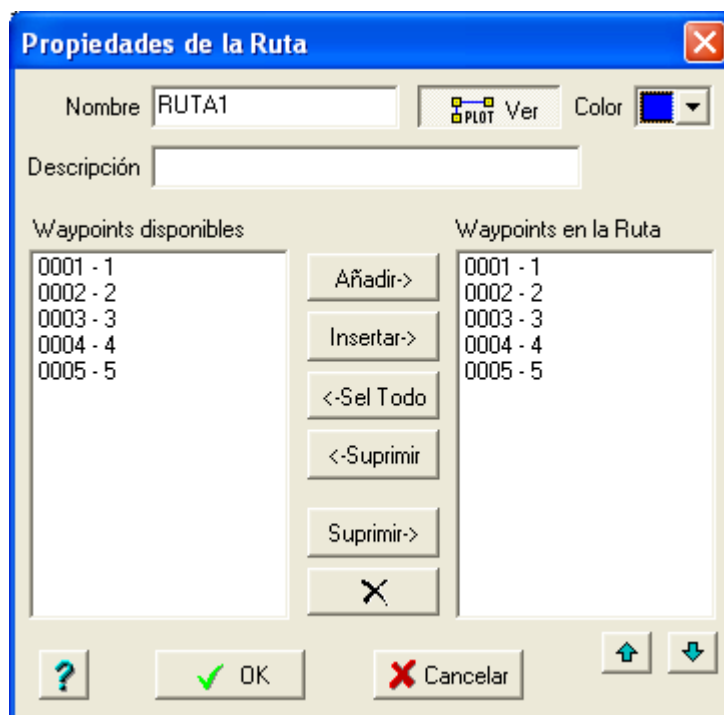 Propiedades de la Ruta
Nombre RUTA1 PLOT Ver Color
Descripción
Waypoints disponibles Waypoints en la Ruta
0001 - 1 0001 - 1
0002 - 2 0002 - 2
0003 - 3 0003 - 3
0004 - 4 0004 - 4
0005 - 5 0005 - 5
Añadir->
Insertar->
<-Sel Todo
<-Suprimir
Suprimir->
? OK Cancelar